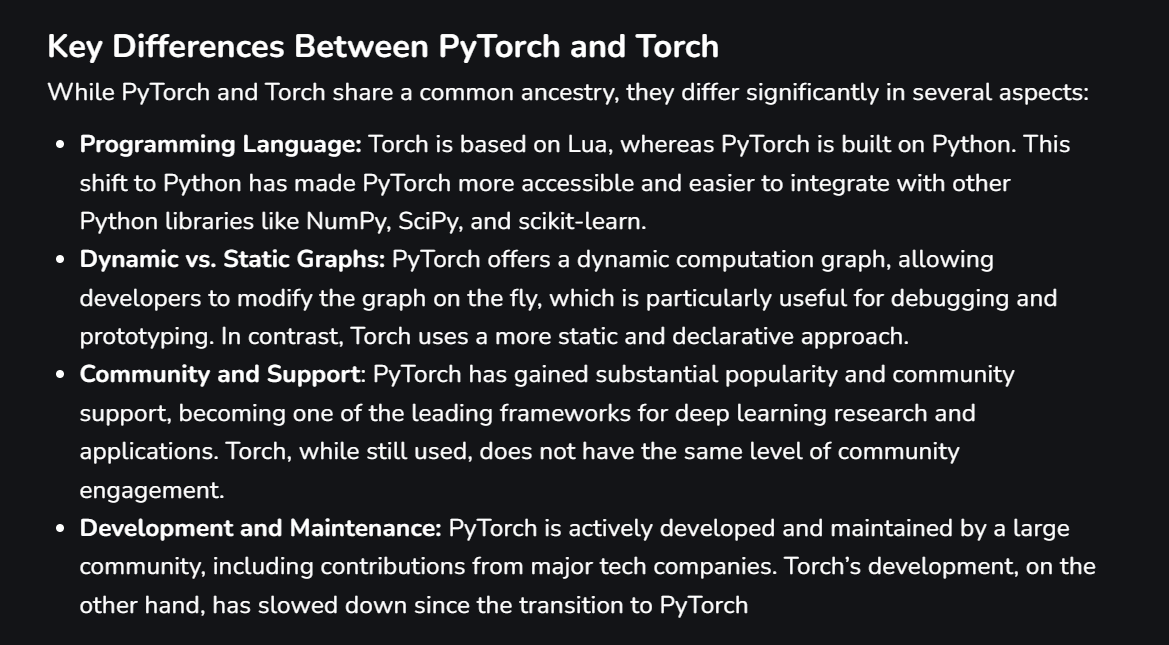 Key Differences Between PyTorch and Torch
While PyTorch and Torch share a common ancestry, they differ significantly in several aspects:
• Programming Language: Torch is based on Lua, whereas PyTorch is built on Python. This
shift to Python has made PyTorch more accessible and easier to integrate with other
Python libraries like NumPy, SciPy, and scikit-learn.
• Dynamic vs. Static Graphs: PyTorch offers a dynamic computation graph, allowing
developers to modify the graph on the fly, which is particularly useful for debugging and
prototyping. In contrast, Torch uses a more static and declarative approach.
• Community and Support: PyTorch has gained substantial popularity and community
support, becoming one of the leading frameworks for deep learning research and
applications. Torch, while still used, does not have the same level of community
engagement.
• Development and Maintenance: PyTorch is actively developed and maintained by a large
community, including contributions from major tech companies. Torch’s development, on the
other hand, has slowed down since the transition to PyTorch